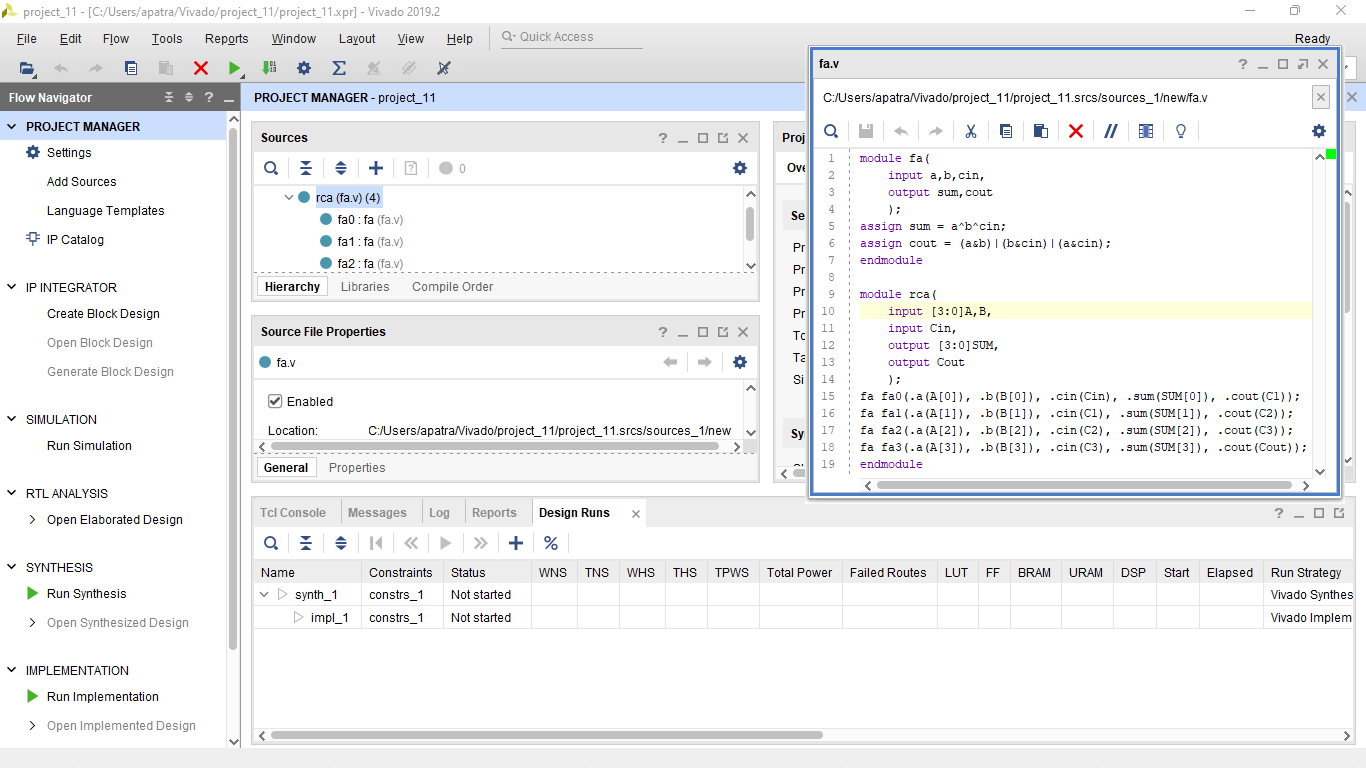 project_11 - [C:/Users/apatra/Vivado/project_11/project_11.xpr] - Vivado 2019.2
File Edit Flow Tools Reports Window Layout View Help Quick Access Ready
Flow Navigator
PROJECT MANAGER
Settings
Add Sources
Language Templates
IP Catalog
IP INTEGRATOR
Create Block Design
Open Block Design
Generate Block Design
SIMULATION
Run Simulation
RTL ANALYSIS
Open Elaborated Design
SYNTHESIS
Run Synthesis
Open Synthesized Design
IMPLEMENTATION
Run Implementation
Open Implemented Design
PROJECT MANAGER - project_11
Sources
0
rca (fa.v) (4)
fa0 : fa (fa.v)
fa1 : fa (fa.v)
fa2 : fa (fa.v)
Hierarchy Libraries Compile Order
Source File Properties
fa.v
Enabled
Location: C:/Users/apatra/Vivado/project_11/project_11.srcs/sources_1/new
General Properties
fa.v
C:/Users/apatra/Vivado/project_11/project_11.srcs/sources_1/new/fa.v
1 module fa(
2 input a,b,cin,
3 output sum,cout
4 );
5 assign sum = a^b^cin;
6 assign cout = (a&b)|(b&cin)|(a&cin);
7 endmodule
8
9 module rca(
10 input [3:0]A,B,
11 input Cin,
12 output [3:0]SUM,
13 output Cout
14 );
15 fa fa0(.a(A[0]), .b(B[0]), .cin(Cin), .sum(SUM[0]), .cout(C1));
16 fa fa1(.a(A[1]), .b(B[1]), .cin(C1), .sum(SUM[1]), .cout(C2));
17 fa fa2(.a(A[2]), .b(B[2]), .cin(C2), .sum(SUM[2]), .cout(C3));
18 fa fa3(.a(A[3]), .b(B[3]), .cin(C3), .sum(SUM[3]), .cout(Cout));
19 endmodule
Tcl Console Messages Log Reports Design Runs
Name Constraints Status WNS TNS WHS THS TPWS Total Power Failed Routes LUT FF BRAM URAM DSP Start Elapsed Run Strategy
synth_1 constrs_1 Not started Vivado Synthes
impl_1 constrs_1 Not started Vivado Implem